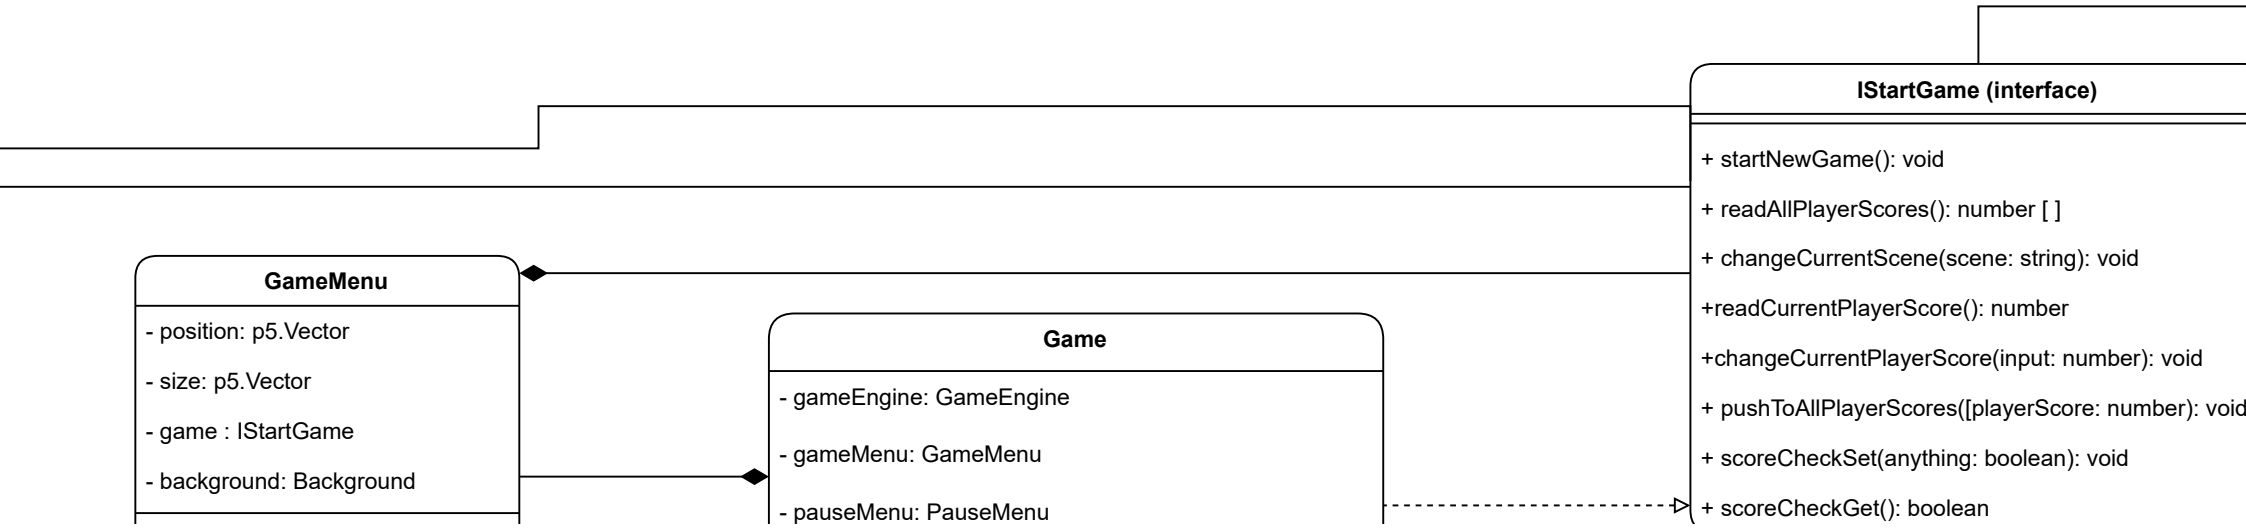 IStartGame (interface)
+ startNewGame(): void
+ readAllPlayerScores(): number [ ]
+ changeCurrentScene(scene: string): void
+readCurrentPlayerScore(): number
+changeCurrentPlayerScore(input: number): void
+ pushToAllPlayerScores([playerScore: number): void
+ scoreCheckSet(anything: boolean): void
+ scoreCheckGet(): boolean
GameMenu
- position: p5.Vector
- size: p5.Vector
- game : IStartGame
- background: Background
Game
- gameEngine: GameEngine
- gameMenu: GameMenu
- pauseMenu: PauseMenu